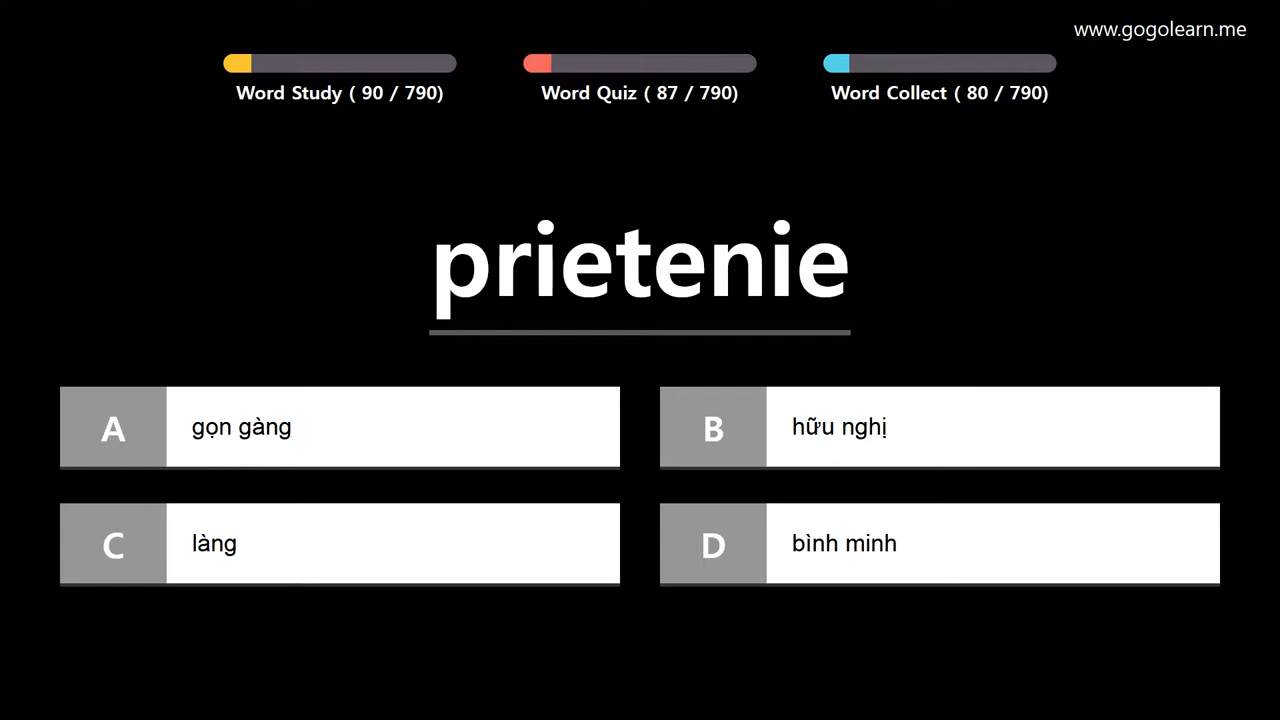 www.gogolearn.me
Word Study ( 90 / 790)
Word Quiz ( 87 / 790)
Word Collect ( 80 / 790)
prietenie
A
gọn gàng
B
hữu nghị
C
làng
D
bình minh